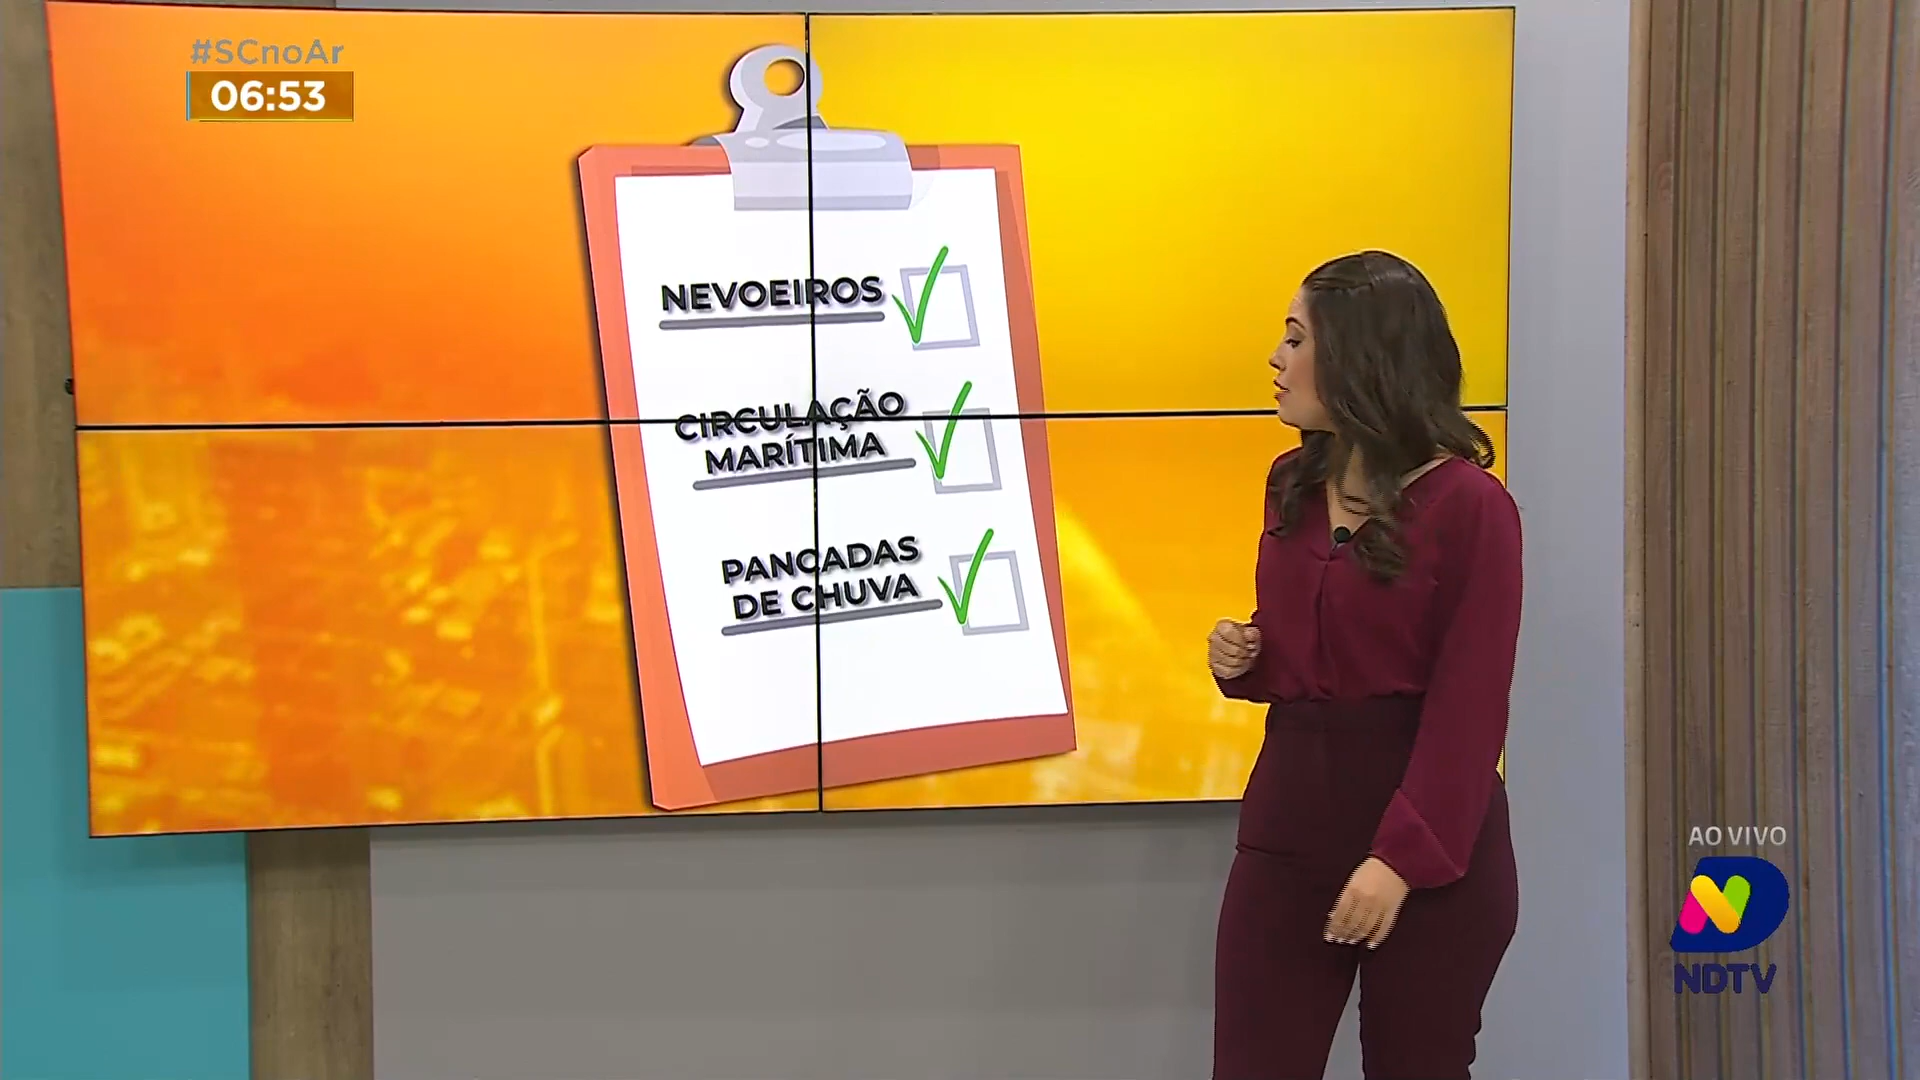 #SCnoAr
06:53
NEVOEIROS
CIRCULAÇÃO
MARÍTIMA
PANCADAS
DE CHUVA
AO VIVO
NDTV